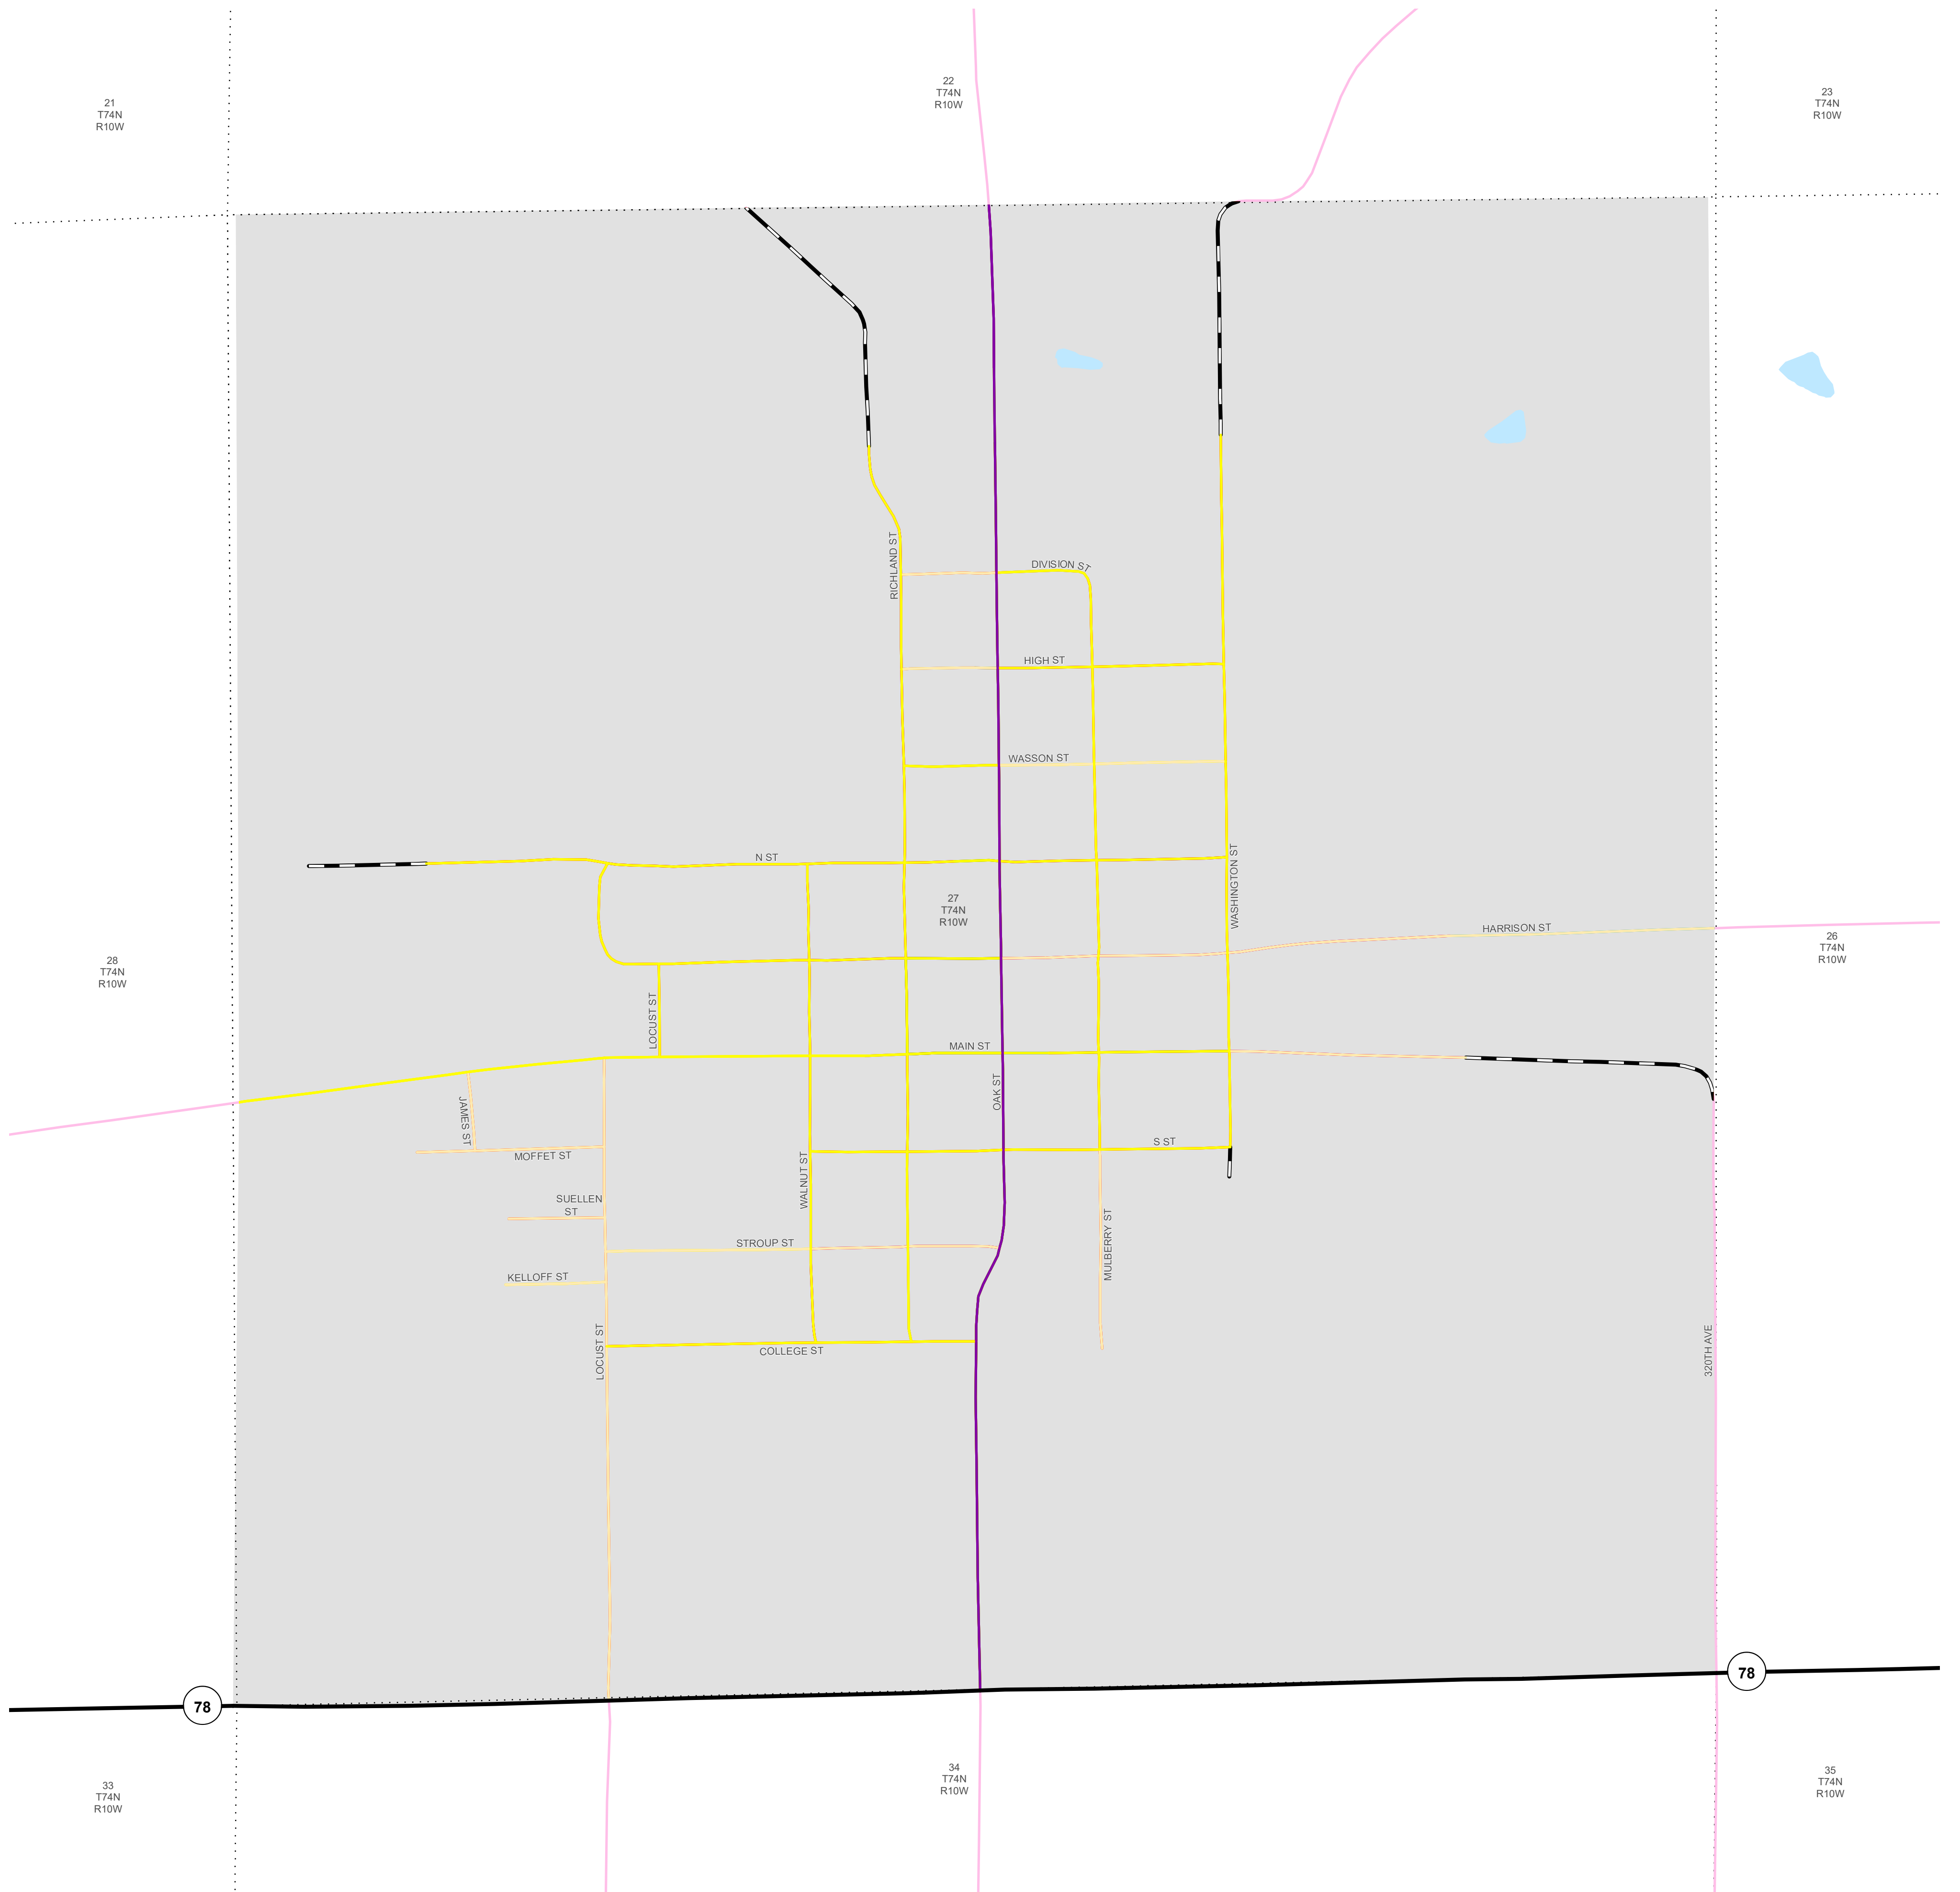 22
T74N
R10W
23
T74N
R10W
21
T74N
R10W
RICHLAND ST
DIVISION ST
HIGH ST
WASSON ST
N ST
WASHINGTON ST
27
T74N
R10W
HARRISON ST
26
T74N
R10W
28
T74N
R10W
LOCUST ST
MAIN ST
OAK ST
JAMES ST
MOFFET ST
S ST
WALNUT ST
SUELLEN
ST
STROUP ST
MULBERRY ST
KELLOFF ST
LOCUST ST
COLLEGE ST
320TH AVE
78
78
34
T74N
R10W
33
T74N
R10W
35
T74N
R10W